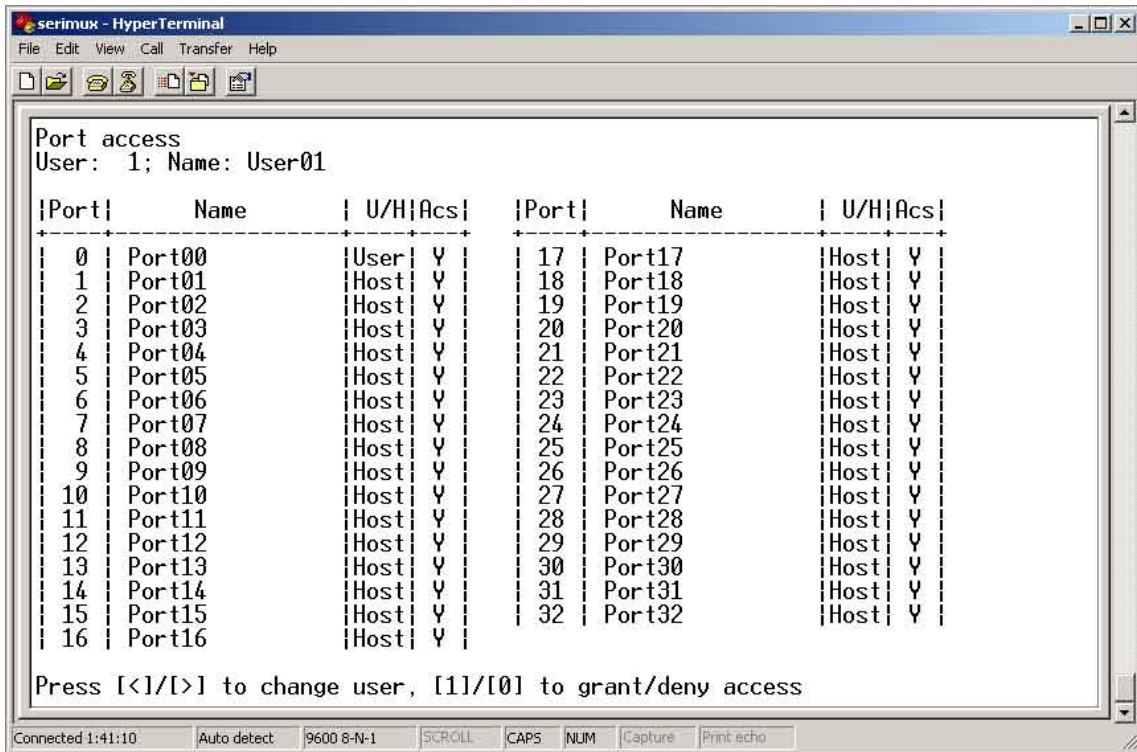 serimux - HyperTerminal
File Edit View Call Transfer Help
Port access
User:  1; Name: User01
|Port|      Name      | U/H|Acs|   |Port|      Name      | U/H|Acs|
|  0 | Port00         |User| Y |   | 17 | Port17         |Host| Y |
|  1 | Port01         |Host| Y |   | 18 | Port18         |Host| Y |
|  2 | Port02         |Host| Y |   | 19 | Port19         |Host| Y |
|  3 | Port03         |Host| Y |   | 20 | Port20         |Host| Y |
|  4 | Port04         |Host| Y |   | 21 | Port21         |Host| Y |
|  5 | Port05         |Host| Y |   | 22 | Port22         |Host| Y |
|  6 | Port06         |Host| Y |   | 23 | Port23         |Host| Y |
|  7 | Port07         |Host| Y |   | 24 | Port24         |Host| Y |
|  8 | Port08         |Host| Y |   | 25 | Port25         |Host| Y |
|  9 | Port09         |Host| Y |   | 26 | Port26         |Host| Y |
| 10 | Port10         |Host| Y |   | 27 | Port27         |Host| Y |
| 11 | Port11         |Host| Y |   | 28 | Port28         |Host| Y |
| 12 | Port12         |Host| Y |   | 29 | Port29         |Host| Y |
| 13 | Port13         |Host| Y |   | 30 | Port30         |Host| Y |
| 14 | Port14         |Host| Y |   | 31 | Port31         |Host| Y |
| 15 | Port15         |Host| Y |   | 32 | Port32         |Host| Y |
| 16 | Port16         |Host| Y |
Press [<]/[>] to change user, [1]/[0] to grant/deny access
Connected 1:41:10 Auto detect 9600 8-N-1 SCROLL CAPS NUM Capture Print echo